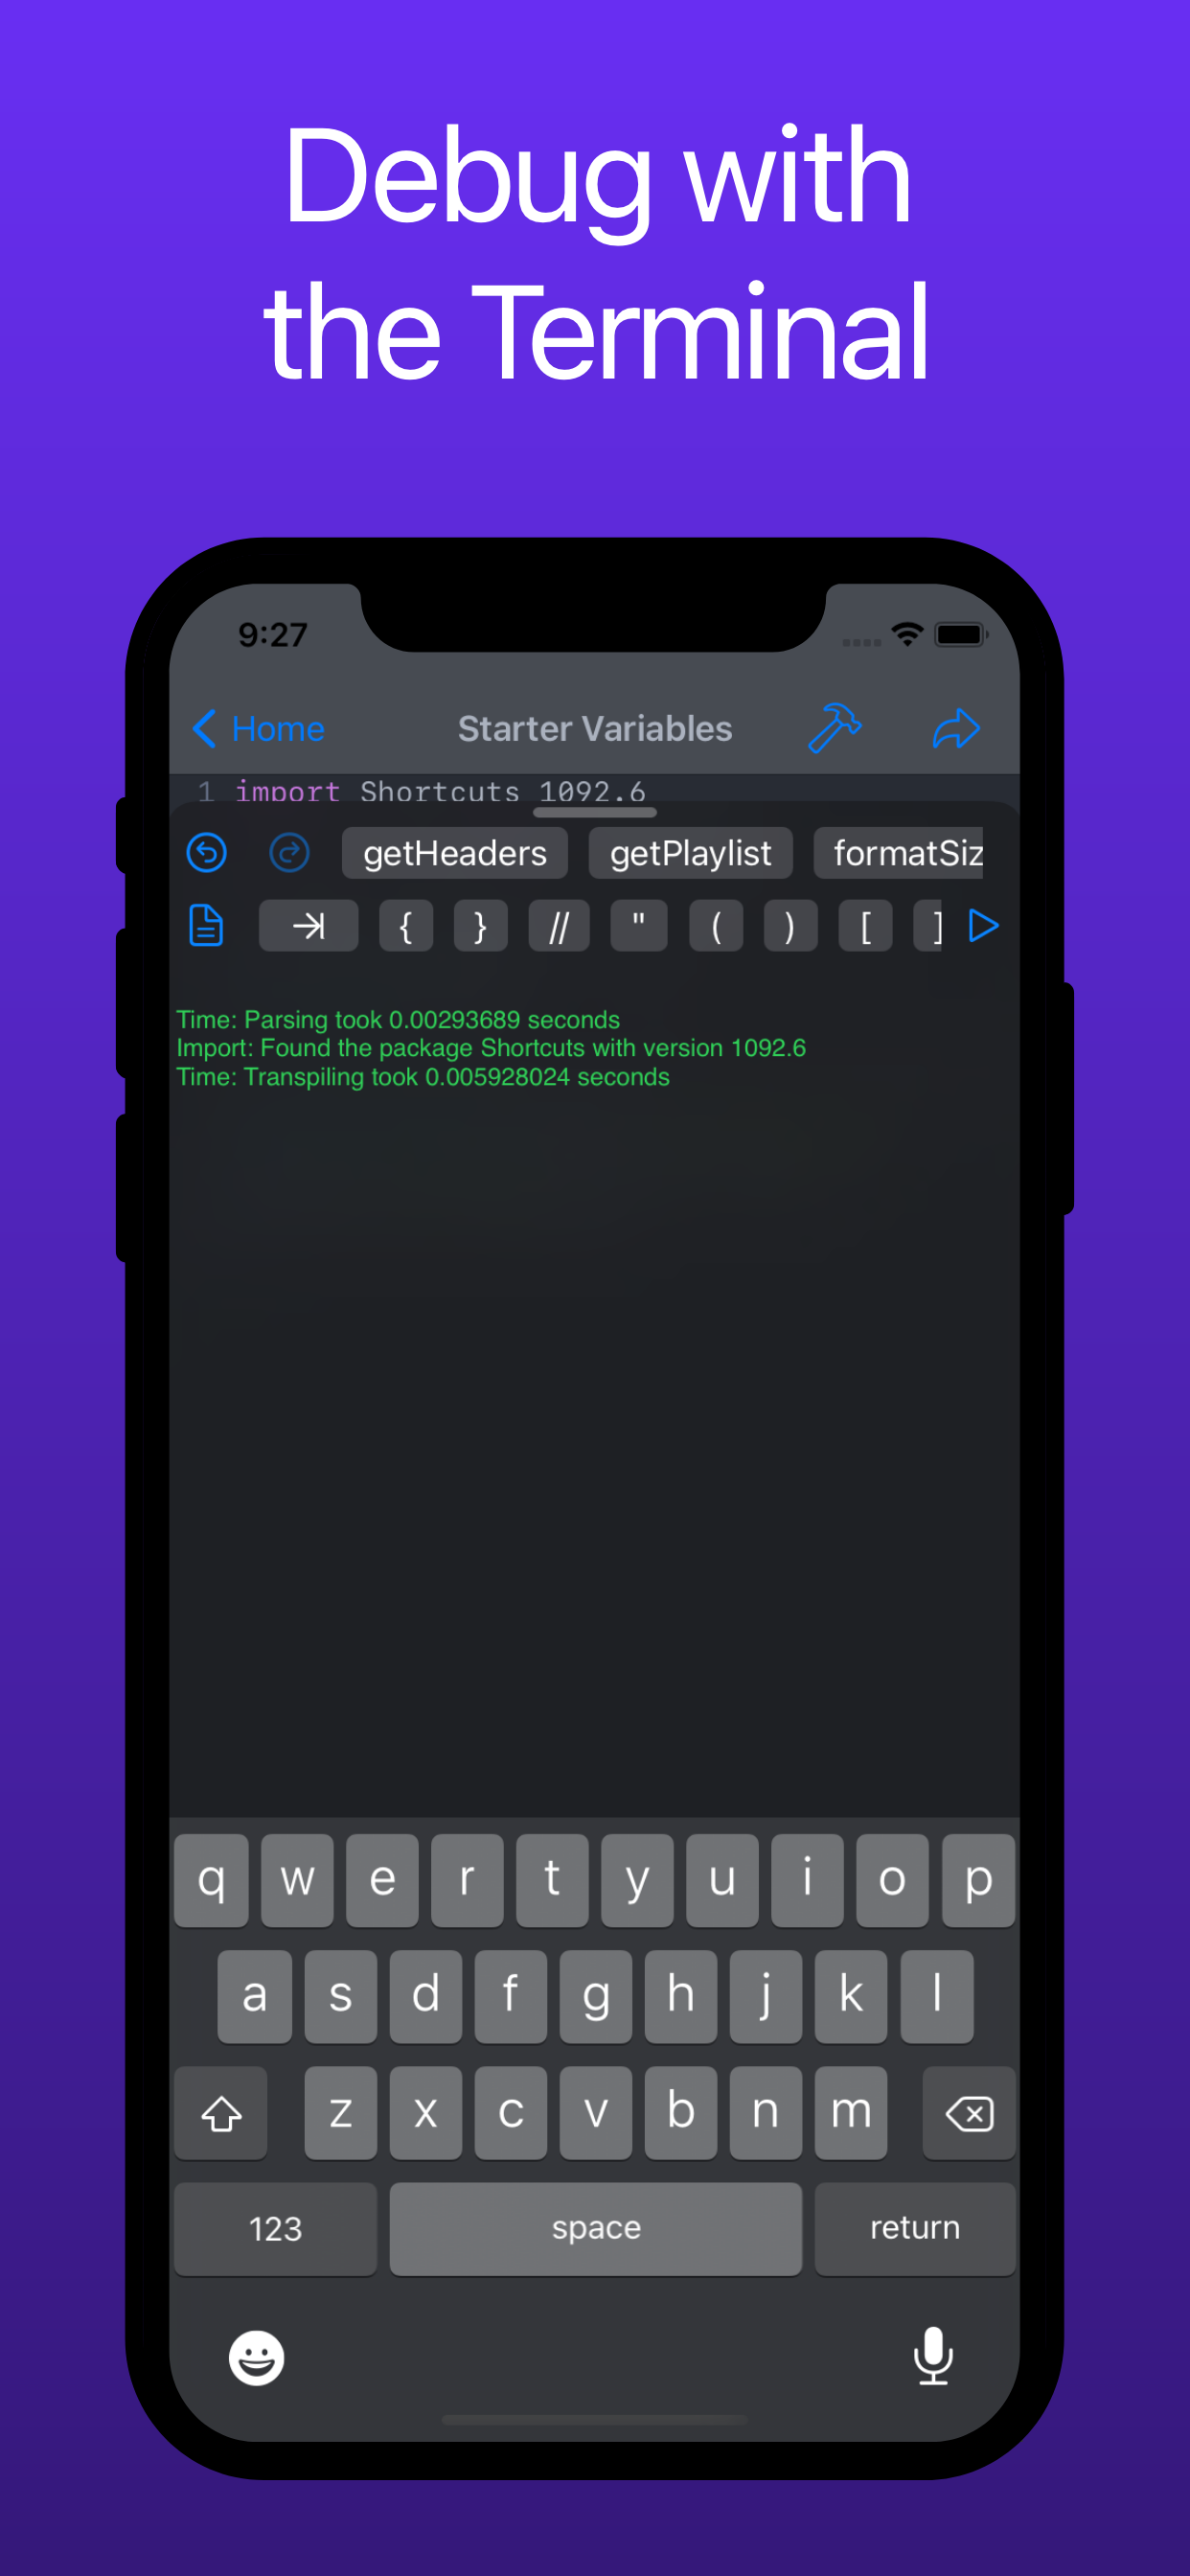 Debug with
the Terminal
9:27
Home Starter Variables
1 import Shortcuts 1092.6
getHeaders getPlaylist formatSiz
{ } // " ( ) [ ]
Time: Parsing took 0.00293689 seconds
Import: Found the package Shortcuts with version 1092.6
Time: Transpiling took 0.005928024 seconds
q w e r t y u i o p
a s d f g h j k l
z x c v b n m
123 space return